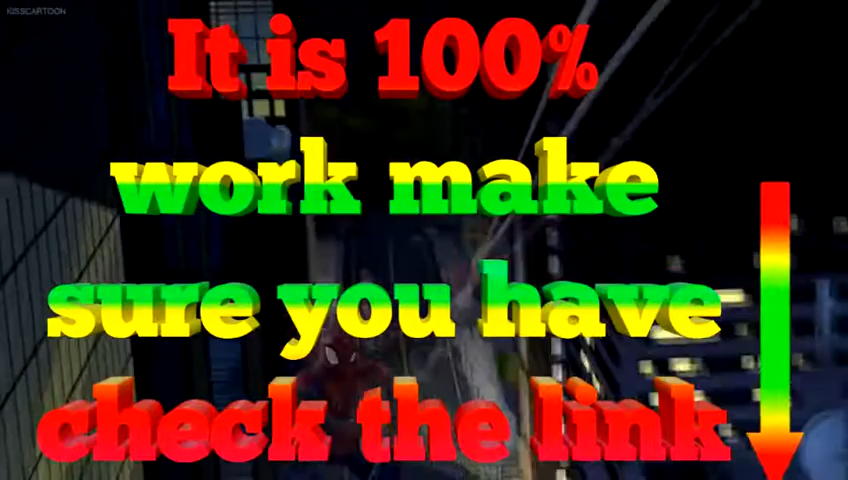 KISSCARTOON
It is 100%
work make
sure you have
check the link